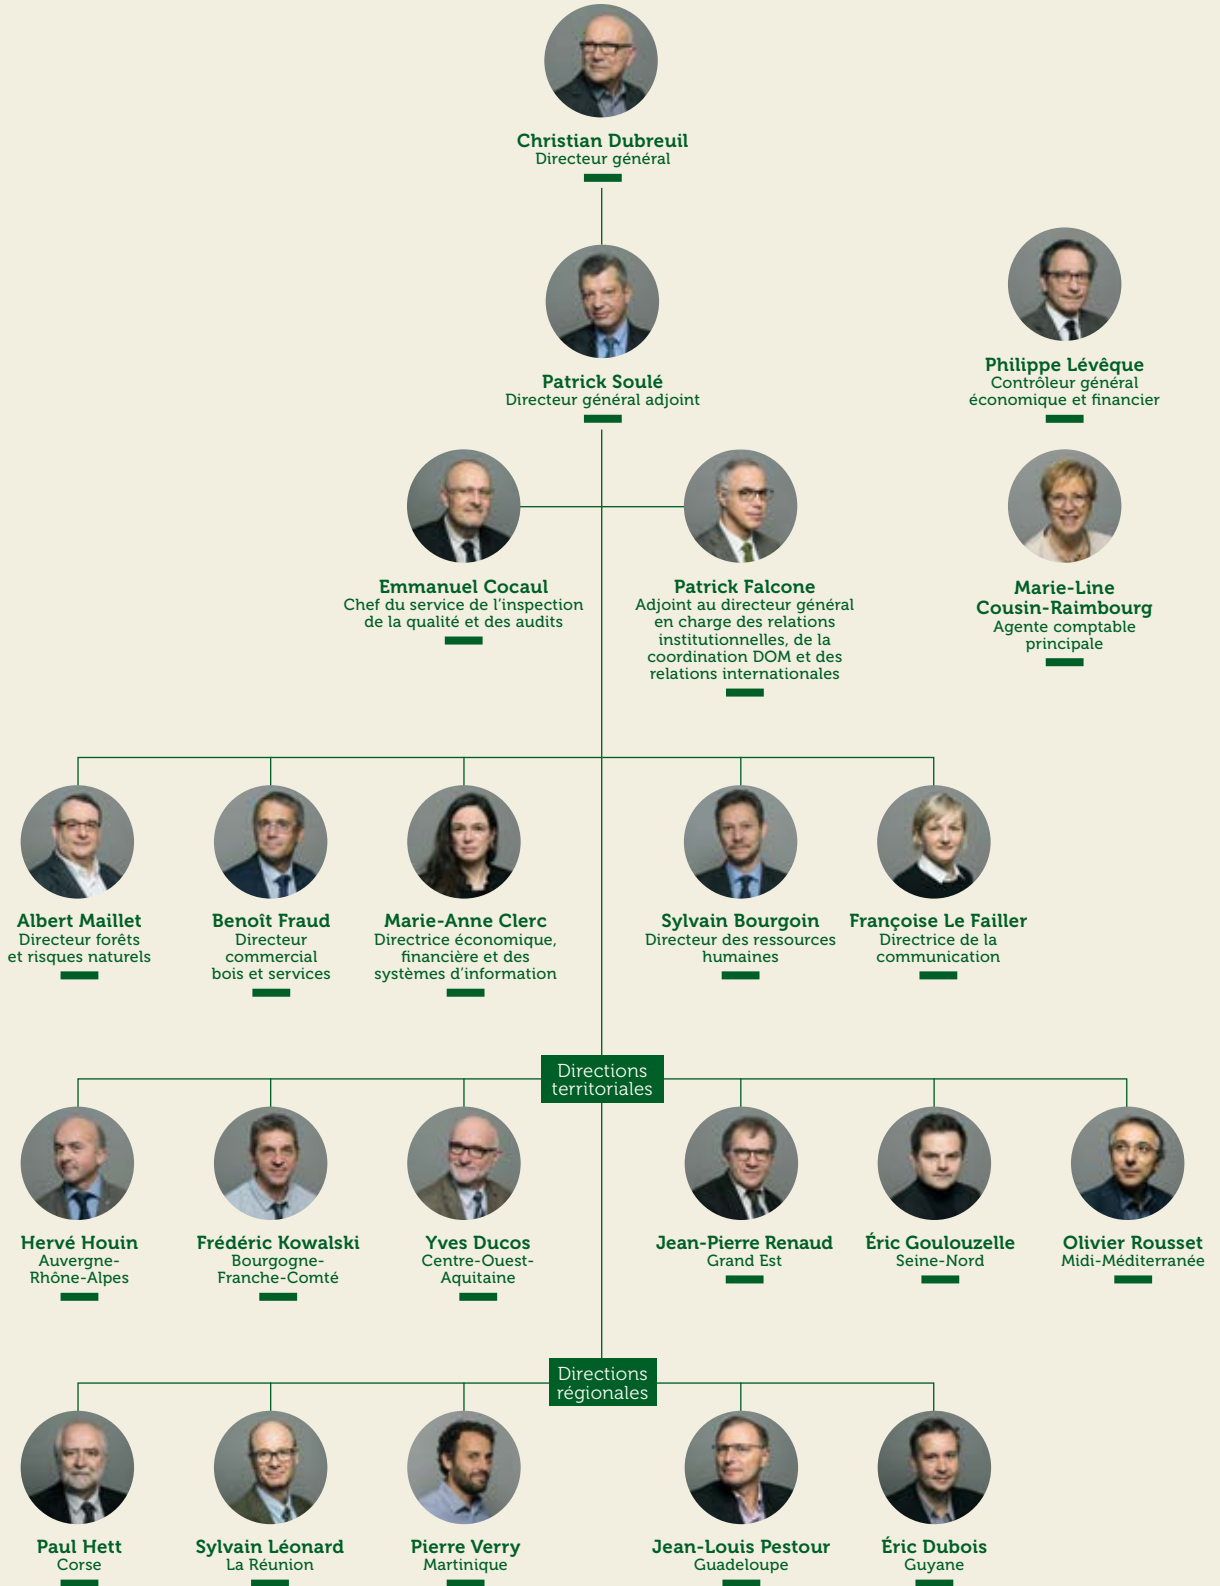 Christian Dubreuil
Directeur général
Patrick Soulé
Directeur général adjoint
Philippe Lévêque
Contrôleur général
économique et financier
Emmanuel Cocaul
Chef du service de l’inspection
de la qualité et des audits
Patrick Falcone
Adjoint au directeur général
en charge des relations
institutionnelles, de la
coordination DOM et des
relations internationales
Marie-Line
Cousin-Raimbourg
Agente comptable
principale
Albert Maillet
Directeur forêts
et risques naturels
Benoît Fraud
Directeur
commercial
bois et services
Marie-Anne Clerc
Directrice économique,
financière et des
systèmes d’information
Sylvain Bourgoin
Directeur des ressources
humaines
Françoise Le Failler
Directrice de la
communication
Directions
territoriales
Hervé Houin
Auvergne-
Rhône-Alpes
Frédéric Kowalski
Bourgogne-
Franche-Comté
Yves Ducos
Centre-Ouest-
Aquitaine
Jean-Pierre Renaud
Grand Est
Éric Goulouzelle
Seine-Nord
Olivier Rousset
Midi-Méditerranée
Directions
régionales
Paul Hett
Corse
Sylvain Léonard
La Réunion
Pierre Verry
Martinique
Jean-Louis Pestour
Guadeloupe
Éric Dubois
Guyane